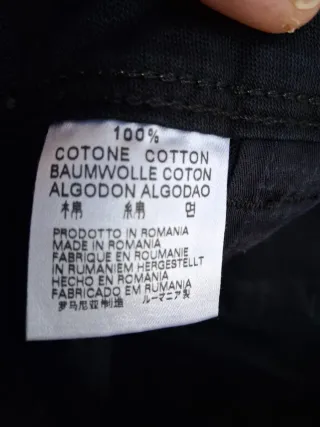 100%
COTONE COTTON
BAUMWOLLE COTON
ALGODON ALGODAO
棉 綿 면
PRODOTTO IN ROMANIA
MADE IN ROMANIA
FABRIQUE EN ROUMANIE
IN RUMANIEM HERGESTELLT
HECHO EN ROMANIA
FABRICADO EM RUMANIA
罗马尼亚制造 ルーマニア製